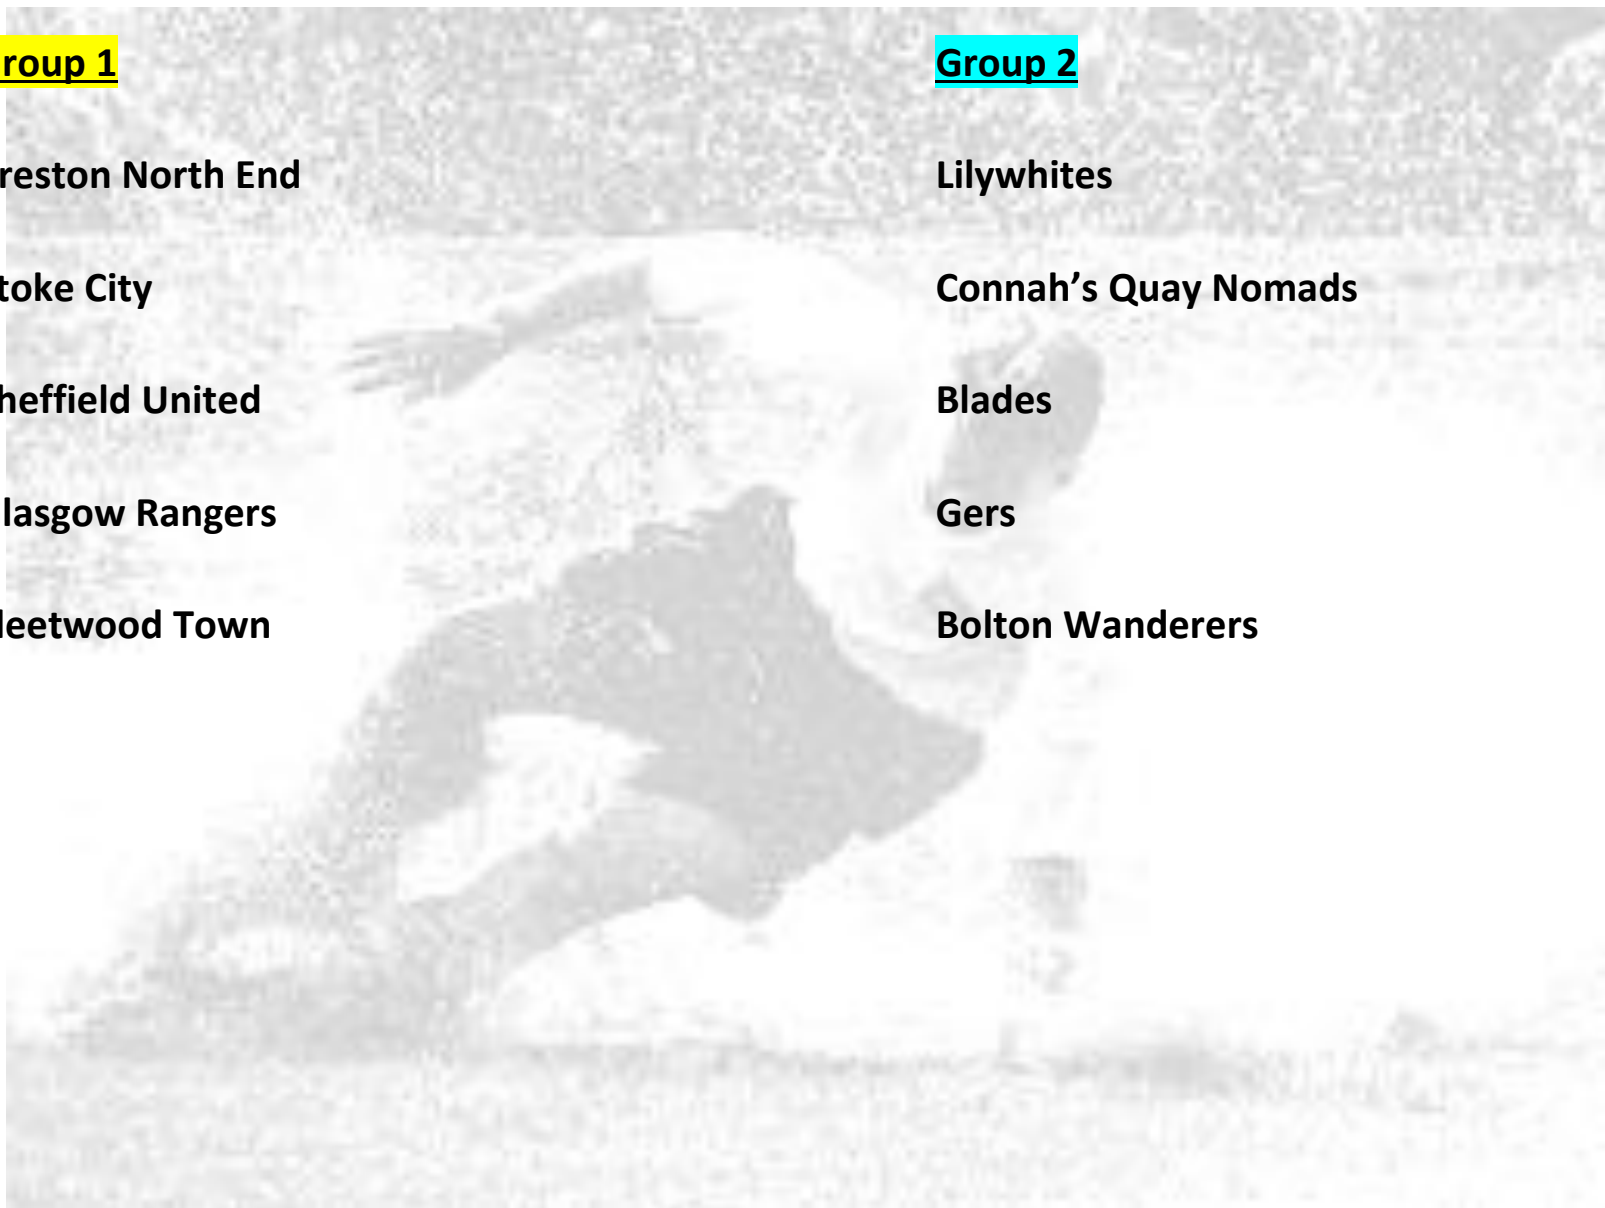 roup 1
reston North End
toke City
heffield United
lasgow Rangers
leetwood Town
Group 2
Lilywhites
Connah’s Quay Nomads
Blades
Gers
Bolton Wanderers